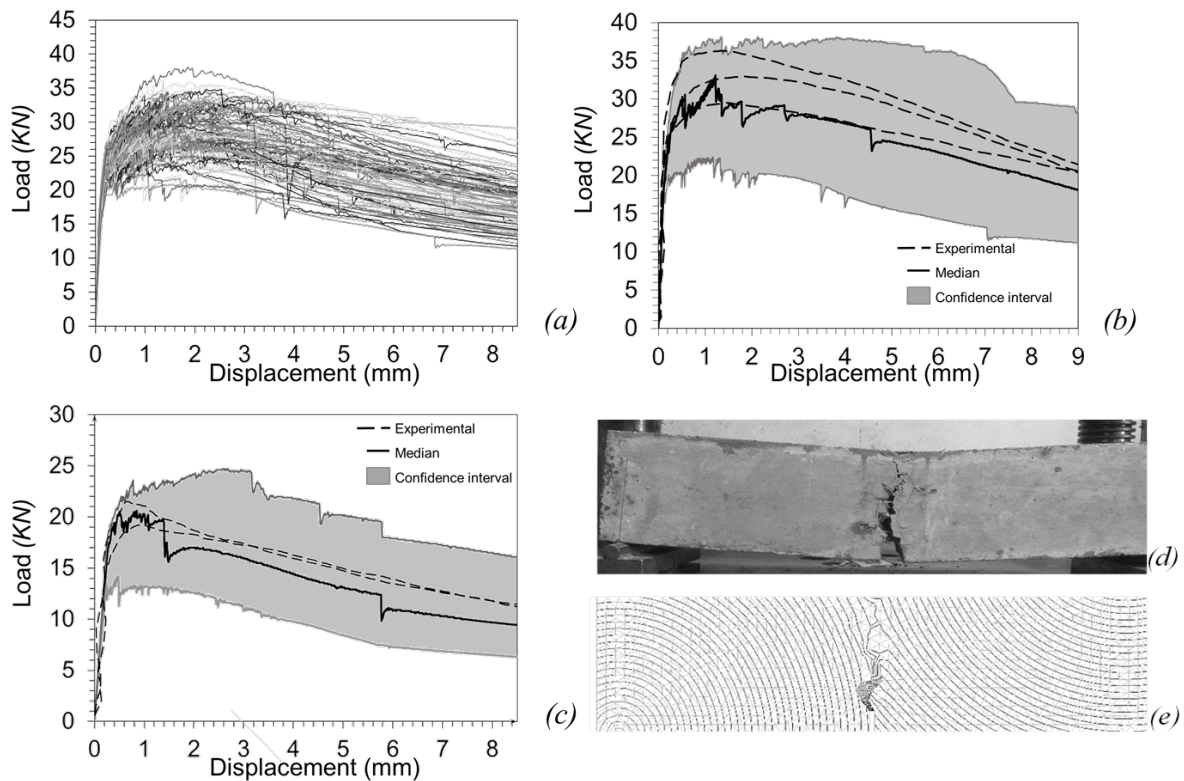 45
40
35
30
25
20
15
10
5
0
Load (KN)
0 1 2 3 4 5 6 7 8
Displacement (mm)
(a)
40
35
30
25
20
15
10
5
0
Load (KN)
Experimental
Median
Confidence interval
0 1 2 3 4 5 6 7 8 9
Displacement (mm)
(b)
30
25
20
15
10
5
0
Load (KN)
Experimental
Median
Confidence interval
0 1 2 3 4 5 6 7 8
Displacement (mm)
(c)
(d)
(e)